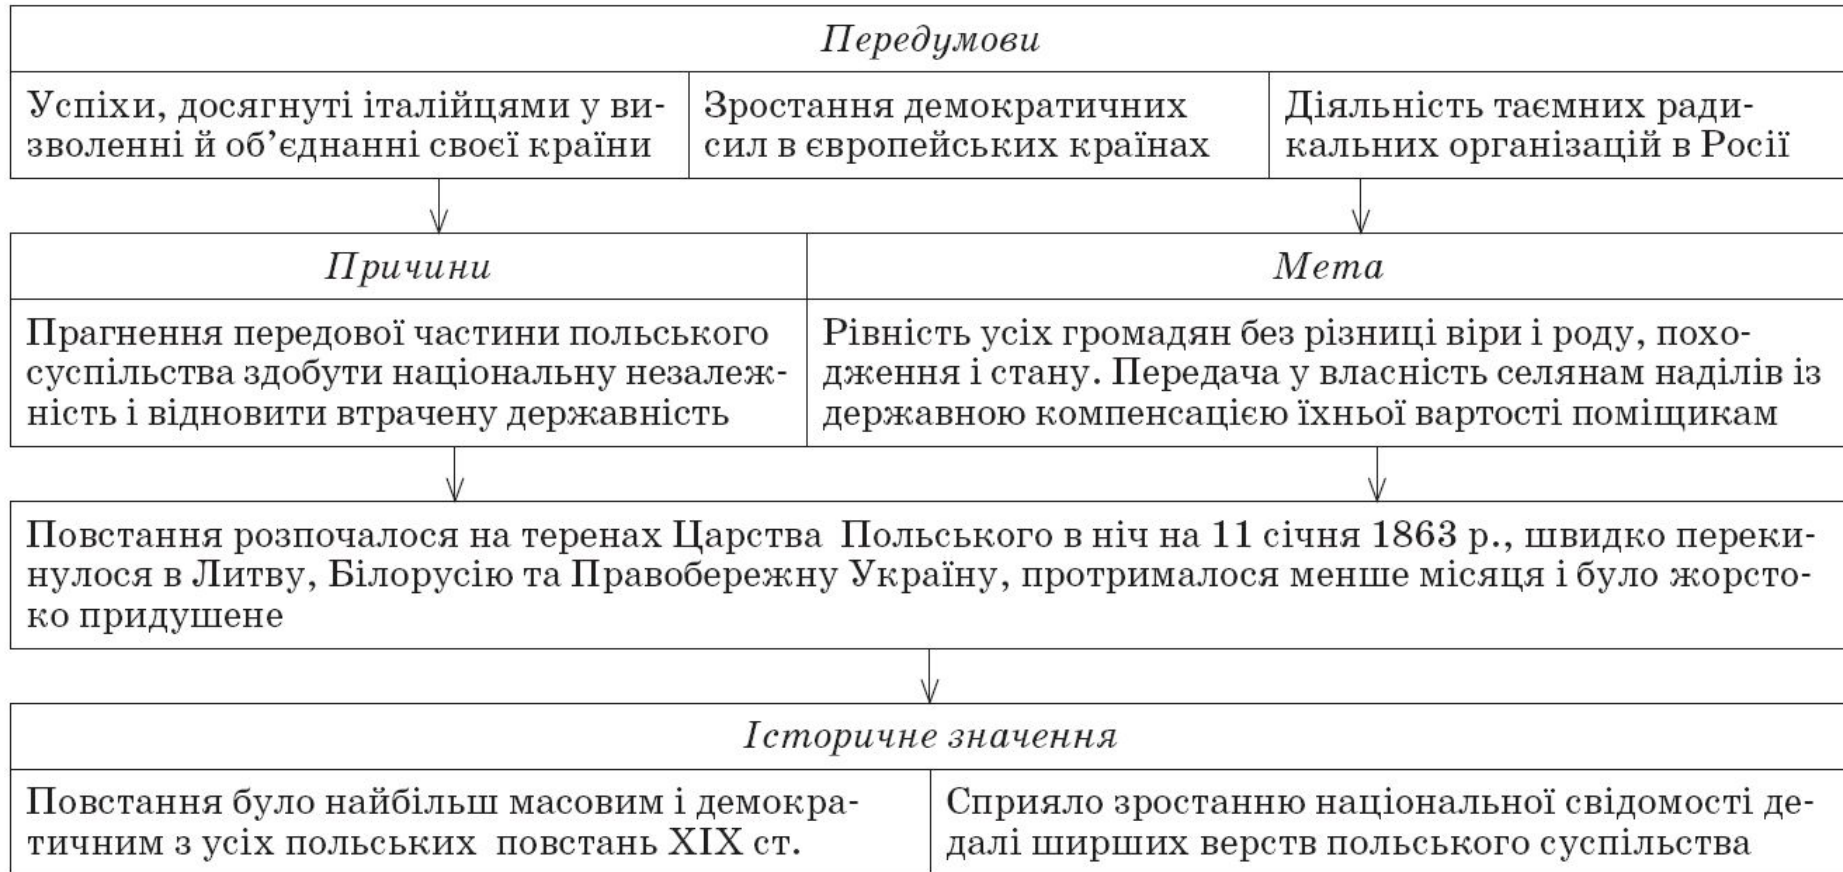 Передумови
Успіхи, досягнуті італійцями у ви-
зволенні й об’єднанні своєї країни
Зростання демократичних
сил в європейських країнах
Діяльність таємних ради-
кальних організацій в Росії
Причини
Прагнення передової частини польського
суспільства здобути національну незалеж-
ність і відновити втрачену державність
Мета
Рівність усіх громадян без різниці віри і роду, похо-
дження і стану. Передача у власність селянам наділів із
державною компенсацією їхньої вартості поміщикам
Повстання розпочалося на теренах Царства Польського в ніч на 11 січня 1863 р., швидко переки-
нулося в Литву, Білорусію та Правобережну Україну, протрималося менше місяця і було жорсто-
ко придушене
Історичне значення
Повстання було найбільш масовим і демокра-
тичним з усіх польських повстань XIX ст.
Сприяло зростанню національної свідомості де-
далі ширших верств польського суспільства